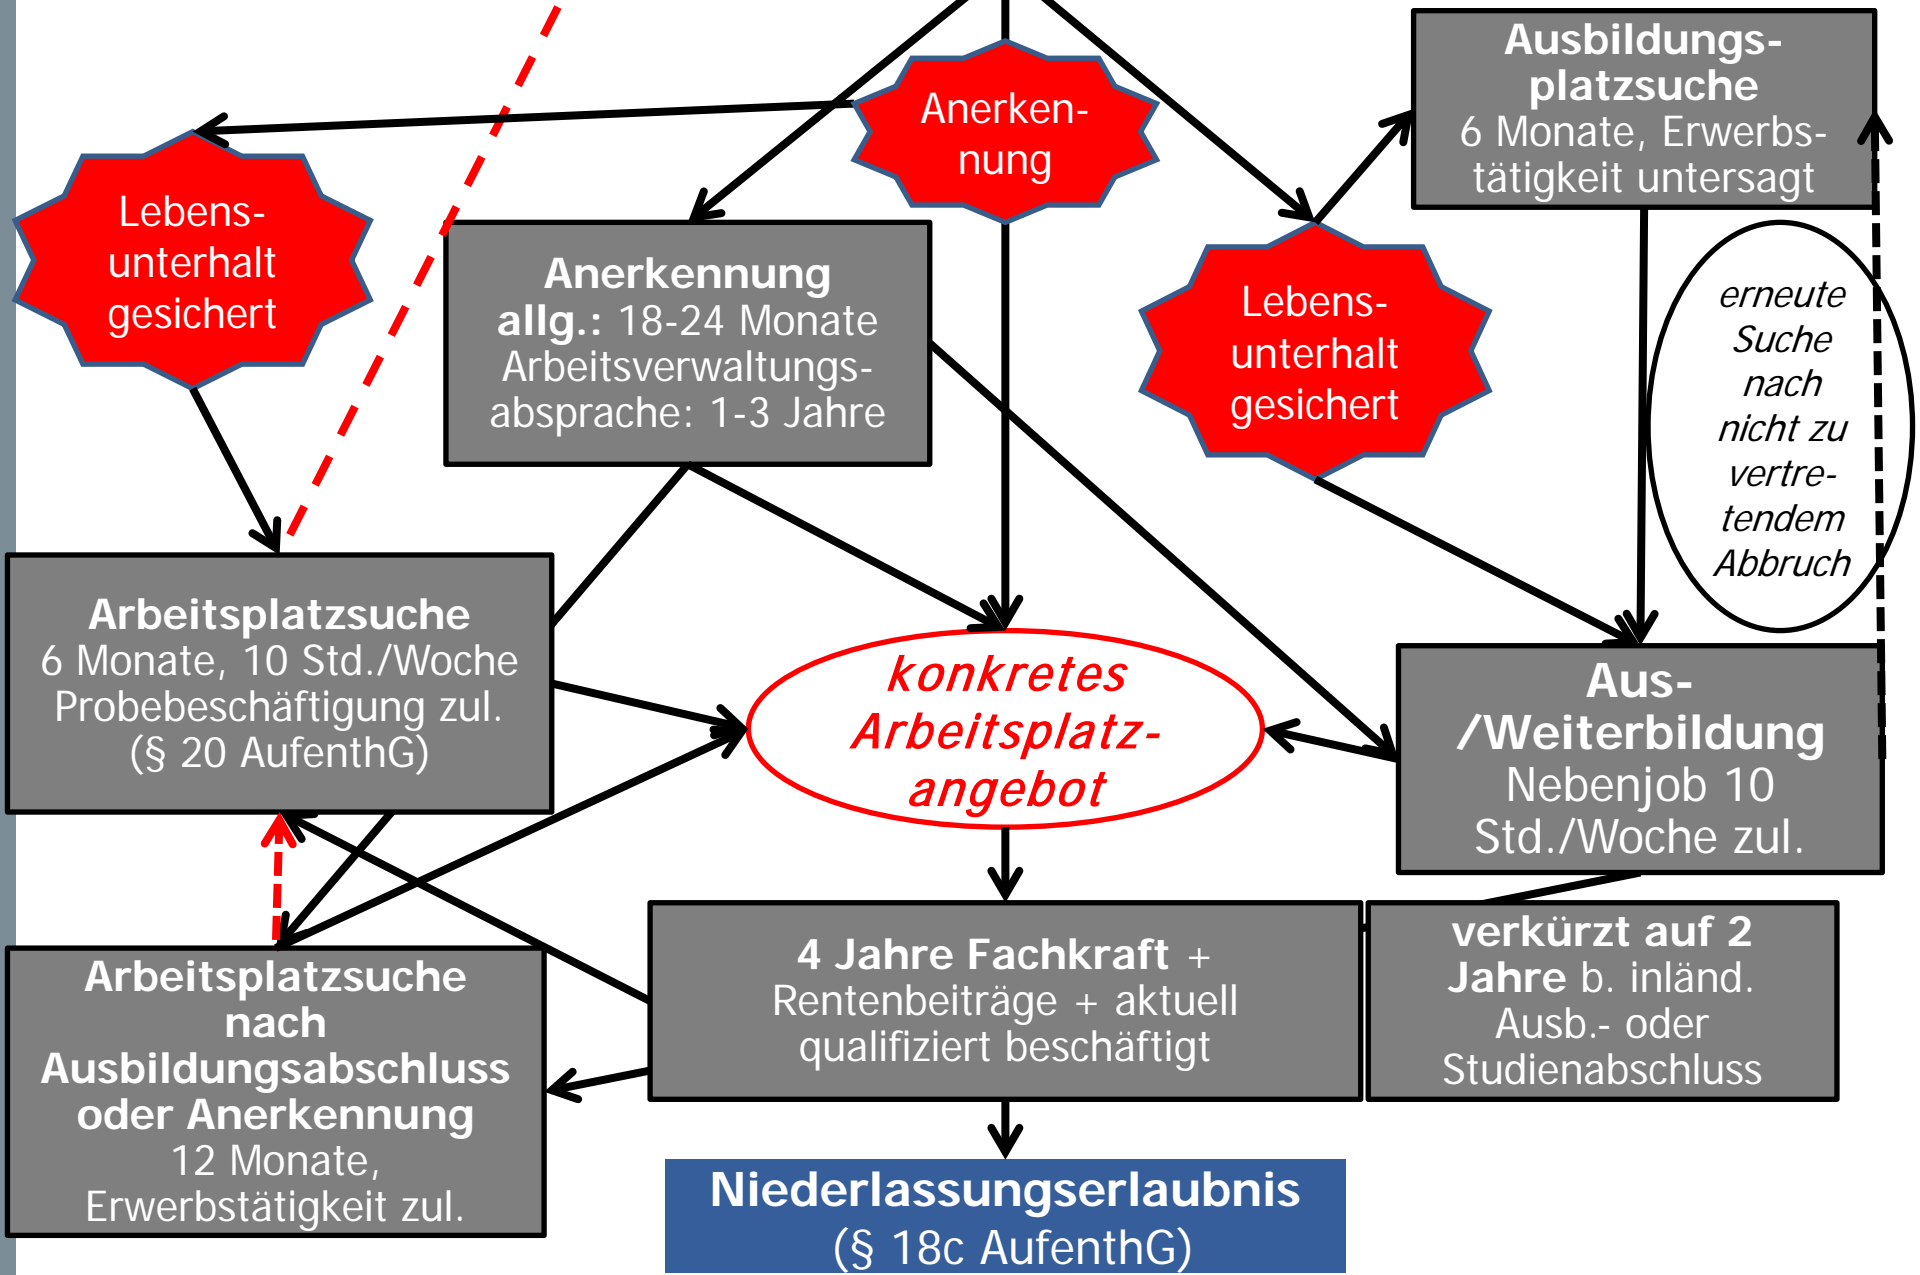 Ausbildungs-
platzsuche
6 Monate, Erwerbs-
tätigkeit untersagt
Anerken-
nung
Lebens-
unterhalt
gesichert
Anerkennung
allg.: 18-24 Monate
Arbeitsverwaltungs-
absprache: 1-3 Jahre
Lebens-
unterhalt
gesichert
erneute
Suche
nach
nicht zu
vertre-
tendem
Abbruch
Arbeitsplatzsuche
6 Monate, 10 Std./Woche
Probebeschäftigung zul.
(§ 20 AufenthG)
konkretes
Arbeitsplatz-
angebot
Aus-
/Weiterbildung
Nebenjob 10
Std./Woche zul.
4 Jahre Fachkraft +
Rentenbeiträge + aktuell
qualifiziert beschäftigt
verkürzt auf 2
Jahre b. inländ.
Ausb.- oder
Studienabschluss
Arbeitsplatzsuche
nach
Ausbildungsabschluss
oder Anerkennung
12 Monate,
Erwerbstätigkeit zul.
Niederlassungserlaubnis
(§ 18c AufenthG)